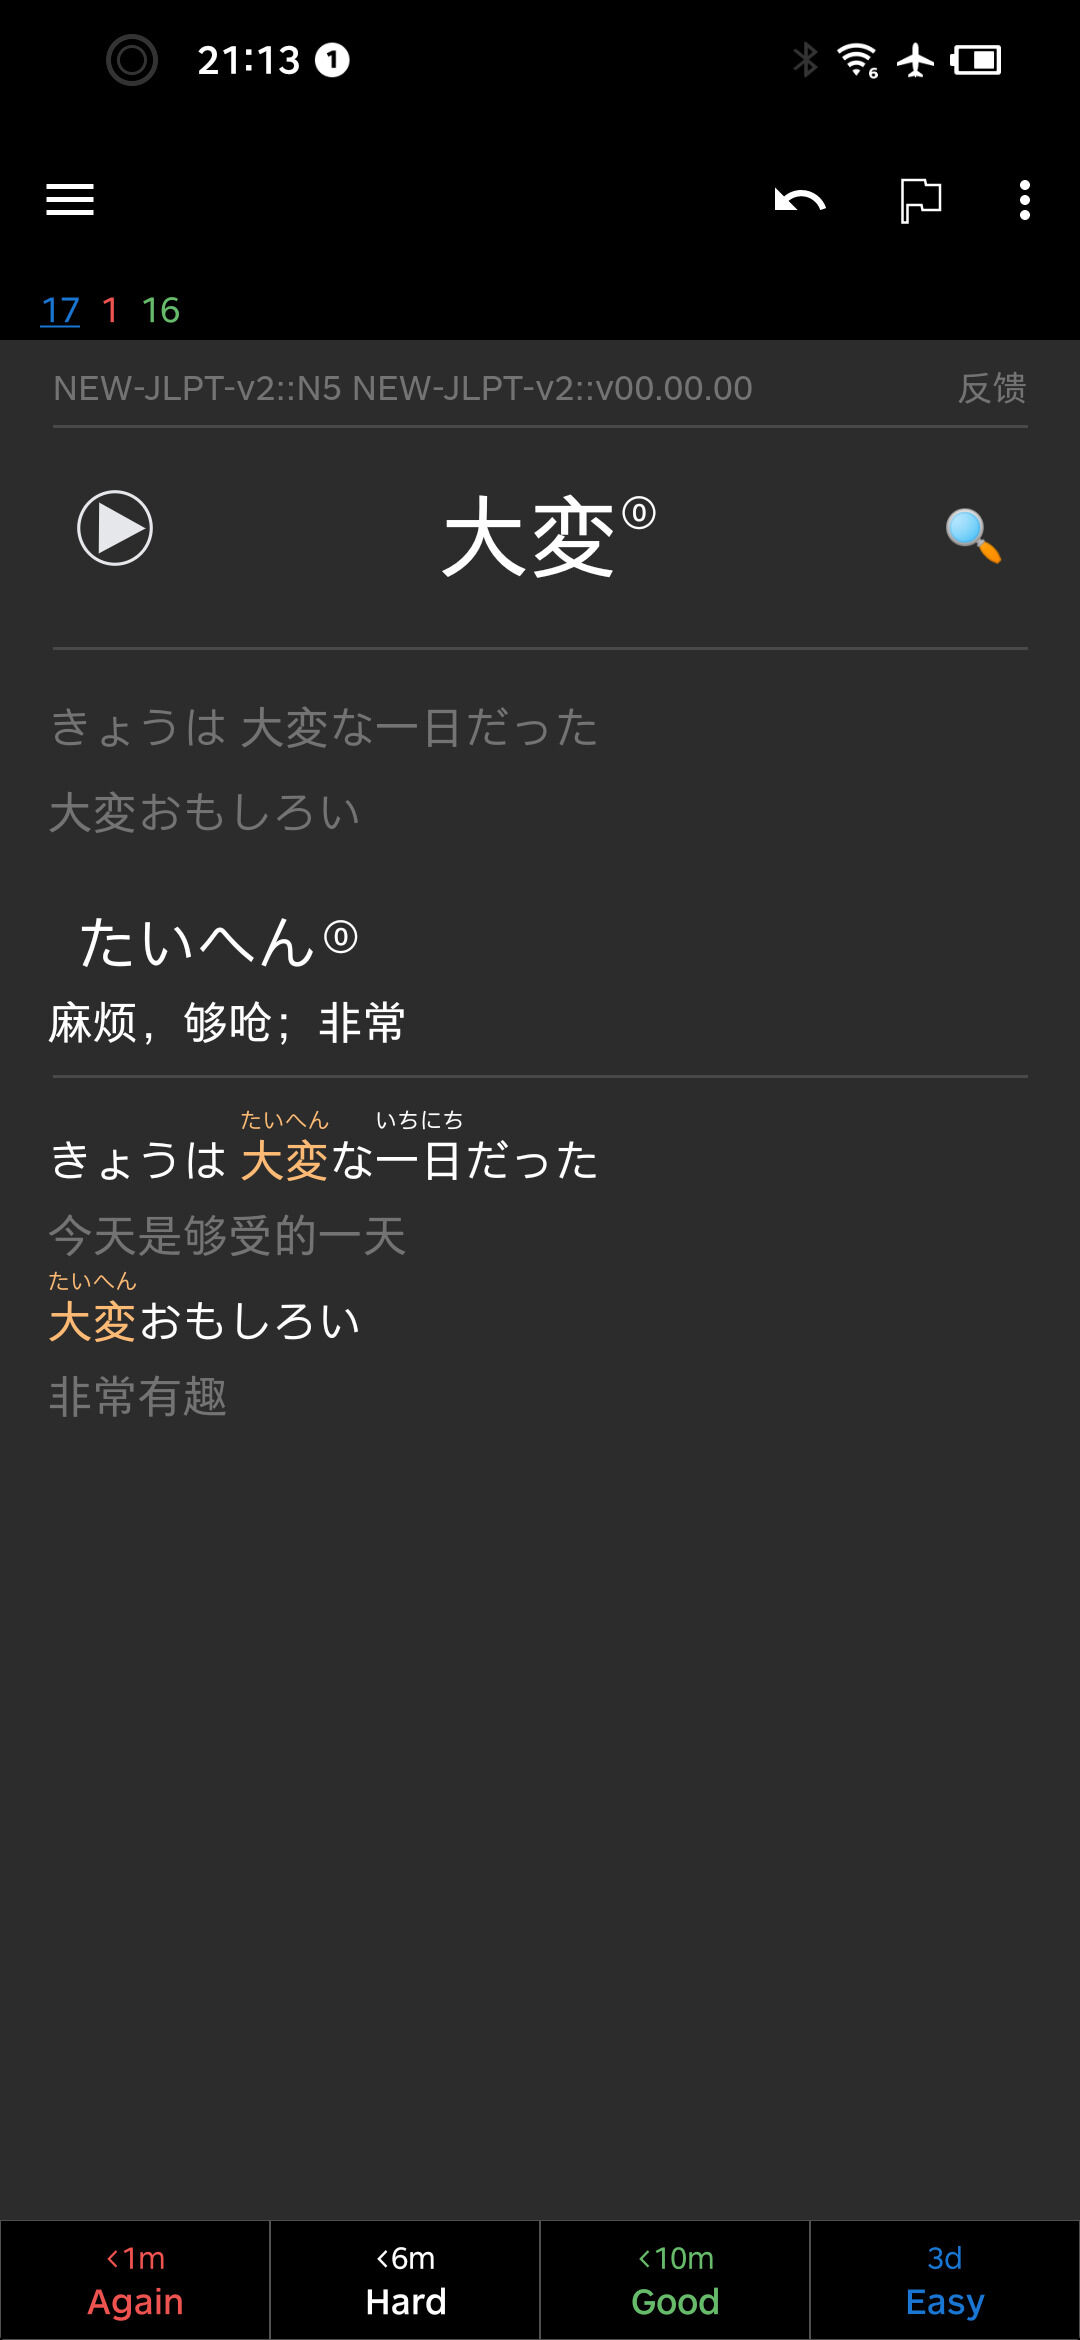 21:13 1
6
17 1 16
NEW-JLPT-v2::N5 NEW-JLPT-v2::v00.00.00 反馈
大変⓪
きょうは 大変な一日だった
大変おもしろい
たいへん⓪
麻烦，够呛；非常
たいへん いちにち
きょうは 大変な一日だった
今天是够受的一天
たいへん
大変おもしろい
非常有趣
<1m <6m <10m 3d
Again Hard Good Easy